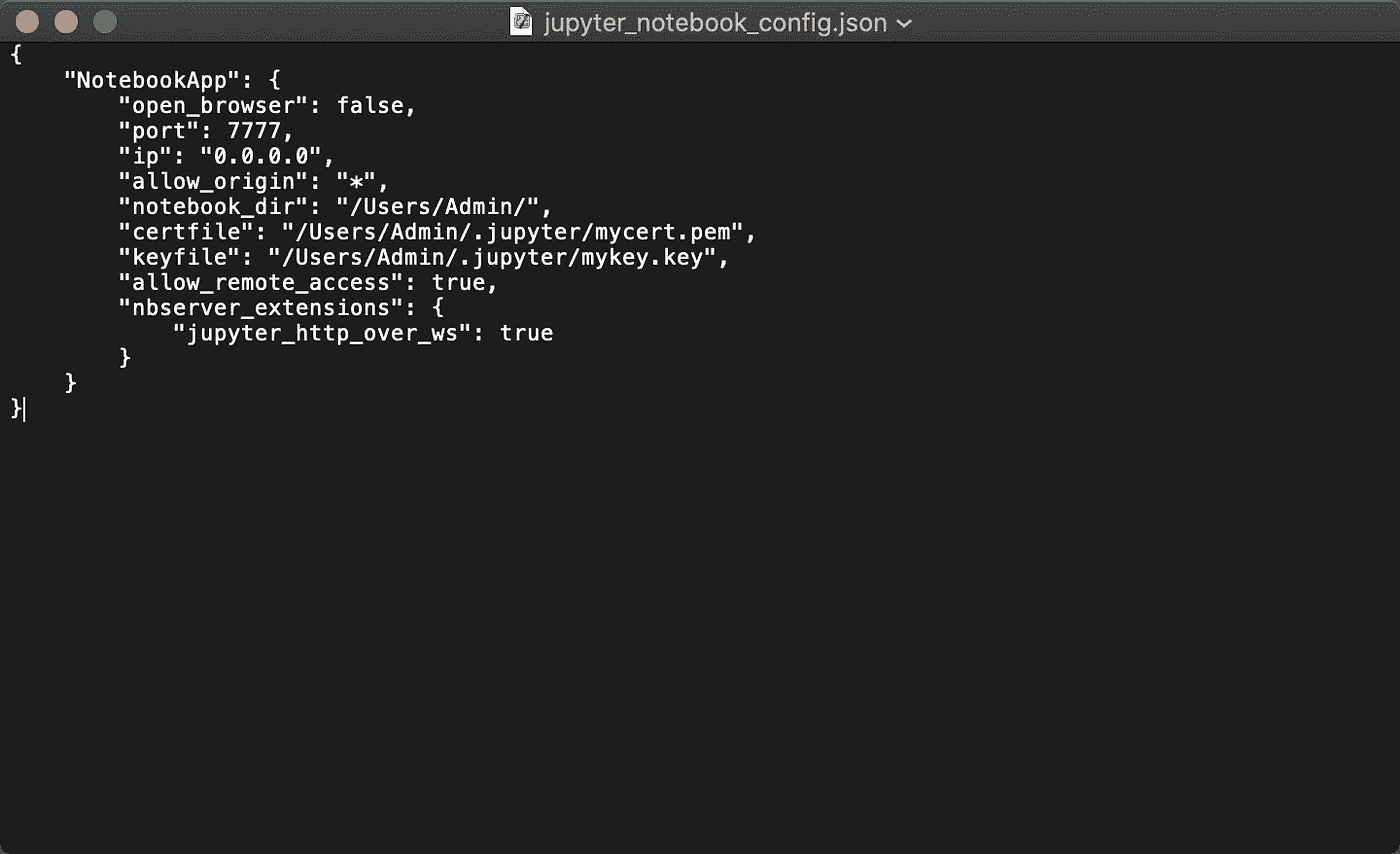 jupyter_notebook_config.json
{
    "NotebookApp": {
        "open_browser": false,
        "port": 7777,
        "ip": "0.0.0.0",
        "allow_origin": "*",
        "notebook_dir": "/Users/Admin/",
        "certfile": "/Users/Admin/.jupyter/mycert.pem",
        "keyfile": "/Users/Admin/.jupyter/mykey.key",
        "allow_remote_access": true,
        "nbserver_extensions": {
            "jupyter_http_over_ws": true
        }
    }
}